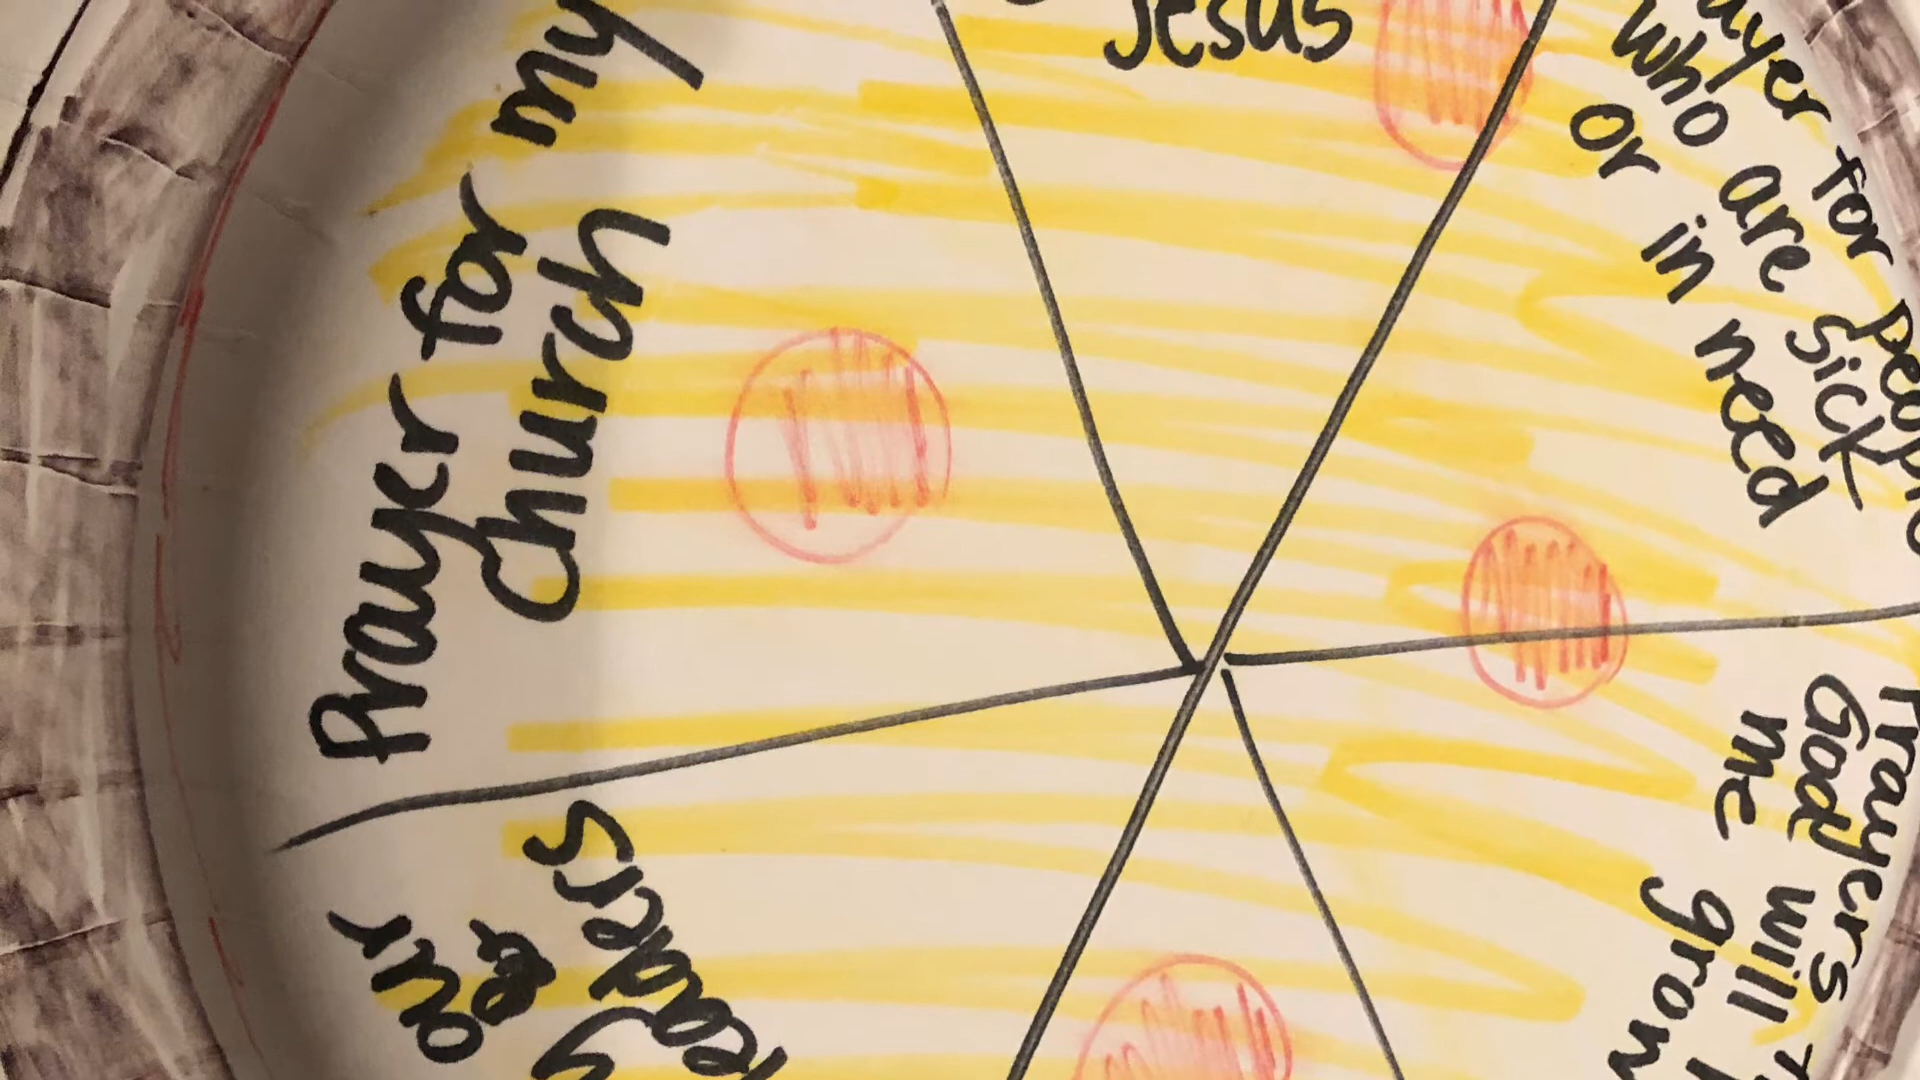 Jesus
for people
who are sick
or in need
Prayer for my
Church
Prayers
God will
me grow
our
leaders